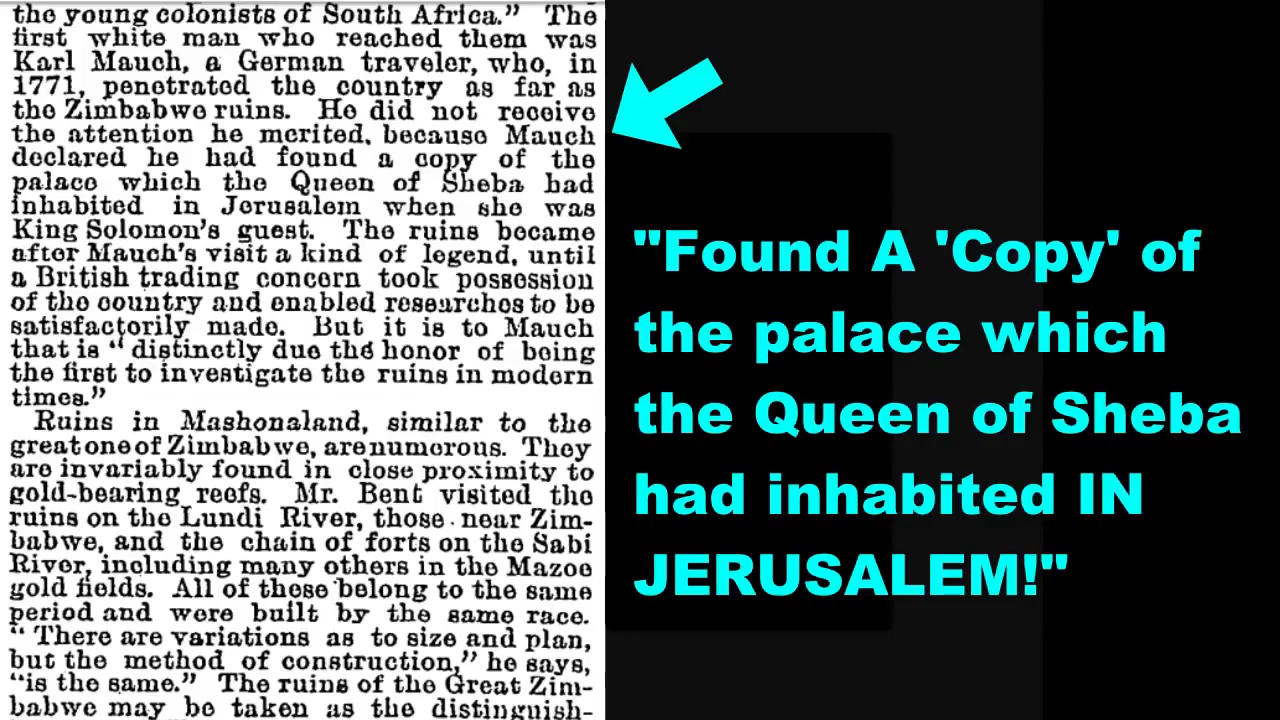 the young colonists of South Africa.” The
first white man who reached them was
Karl Mauch, a German traveler, who, in
1771, penetrated the country as far as
the Zimbabwe ruins. He did not receive
the attention he merited, because Mauch
declared he had found a copy of the
palace which the Queen of Sheba had
inhabited in Jerusalem when she was
King Solomon’s guest. The ruins became
after Mauch’s visit a kind of legend, until
a British trading concern took possession
of the country and enabled researches to be
satisfactorily made. But it is to Mauch
that is “distinctly due the honor of being
the first to investigate the ruins in modern
times.”
Ruins in Mashonaland, similar to the
great one of Zimbabwe, are numerous. They
are invariably found in close proximity to
gold-bearing reefs. Mr. Bent visited the
ruins on the Lundi River, those near Zim-
babwe, and the chain of forts on the Sabi
River, including many others in the Mazoe
gold fields. All of these belong to the same
period and were built by the same race.
“There are variations as to size and plan,
but the method of construction,” he says,
“is the same.” The ruins of the Great Zim-
babwe may be taken as the distinguish-
"Found A 'Copy' of
the palace which
the Queen of Sheba
had inhabited IN
JERUSALEM!"